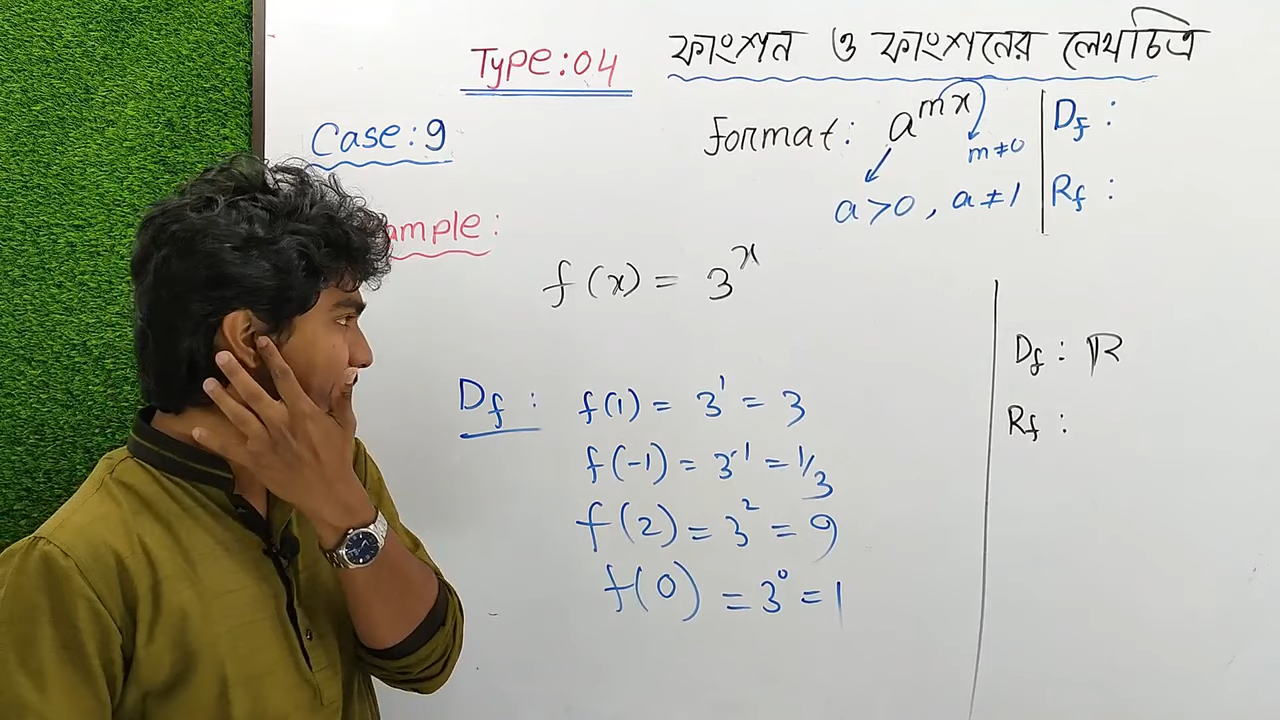 Type:04
ফাংশন ও ফাংশনের লেখচিত্র
Case:9
format: a^{mx}
m≠0
a>0, a≠1
D_f :
R_f :
ample:
f(x) = 3^x
D_f : ℝ
R_f :
D_f :
f(1) = 3^1 = 3
f(-1) = 3^{-1} = 1/3
f(2) = 3^2 = 9
f(0) = 3^0 = 1